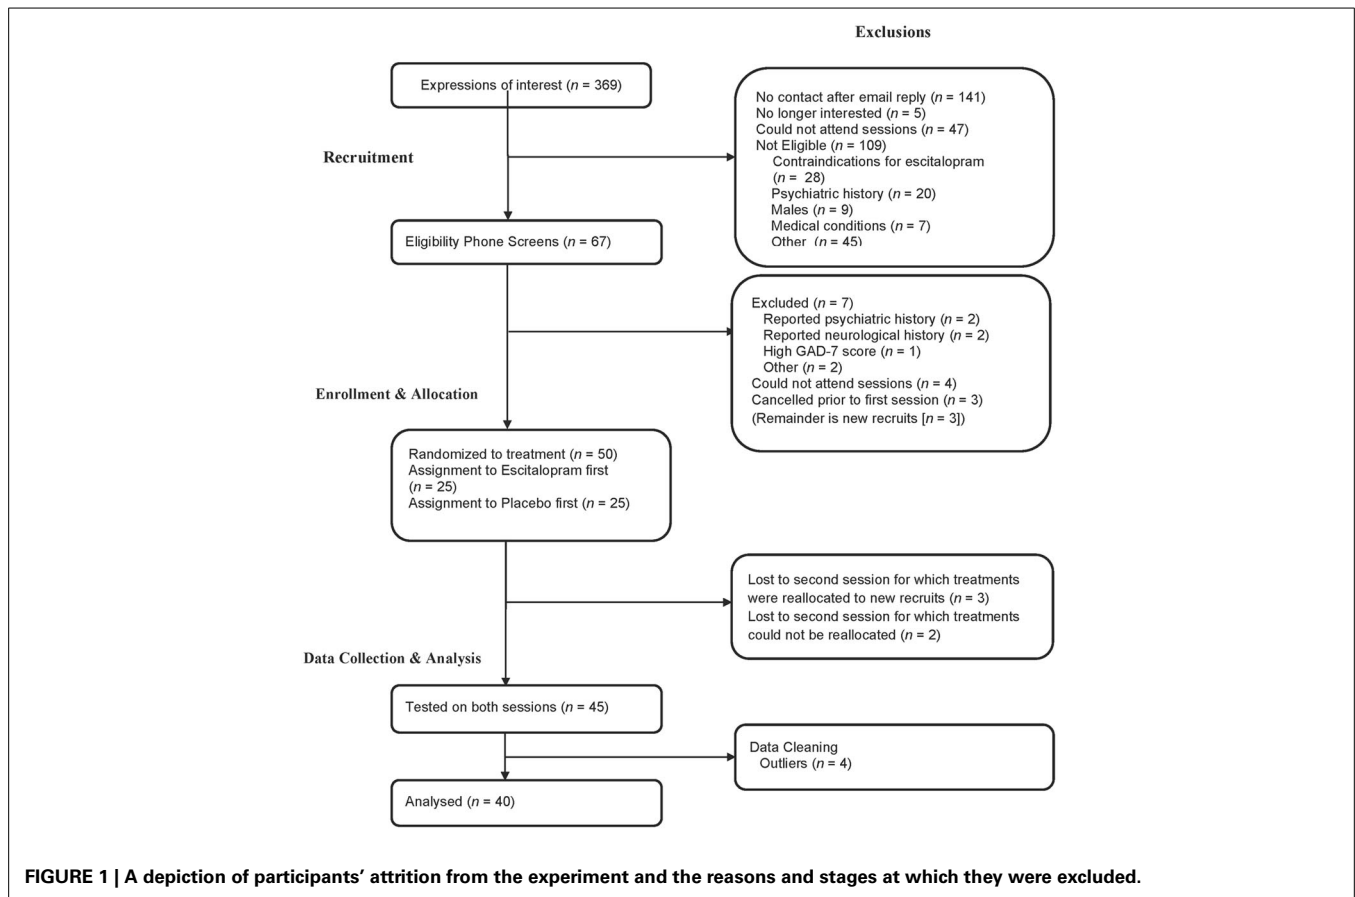 Exclusions
Expressions of interest (n = 369)
No contact after email reply (n = 141)
No longer interested (n = 5)
Could not attend sessions (n = 47)
Not Eligible (n = 109)
Contraindications for escitalopram
(n = 28)
Psychiatric history (n = 20)
Males (n = 9)
Medical conditions (n = 7)
Other (n = 45)
Recruitment
Eligibility Phone Screens (n = 67)
Excluded (n = 7)
Reported psychiatric history (n = 2)
Reported neurological history (n = 2)
High GAD-7 score (n = 1)
Other (n = 2)
Could not attend sessions (n = 4)
Cancelled prior to first session (n = 3)
(Remainder is new recruits [n = 3])
Enrollment & Allocation
Randomized to treatment (n = 50)
Assignment to Escitalopram first
(n = 25)
Assignment to Placebo first (n = 25)
Lost to second session for which treatments
were reallocated to new recruits (n = 3)
Lost to second session for which treatments
could not be reallocated (n = 2)
Data Collection & Analysis
Tested on both sessions (n = 45)
Data Cleaning
Outliers (n = 4)
Analysed (n = 40)
FIGURE 1 | A depiction of participants' attrition from the experiment and the reasons and stages at which they were excluded.